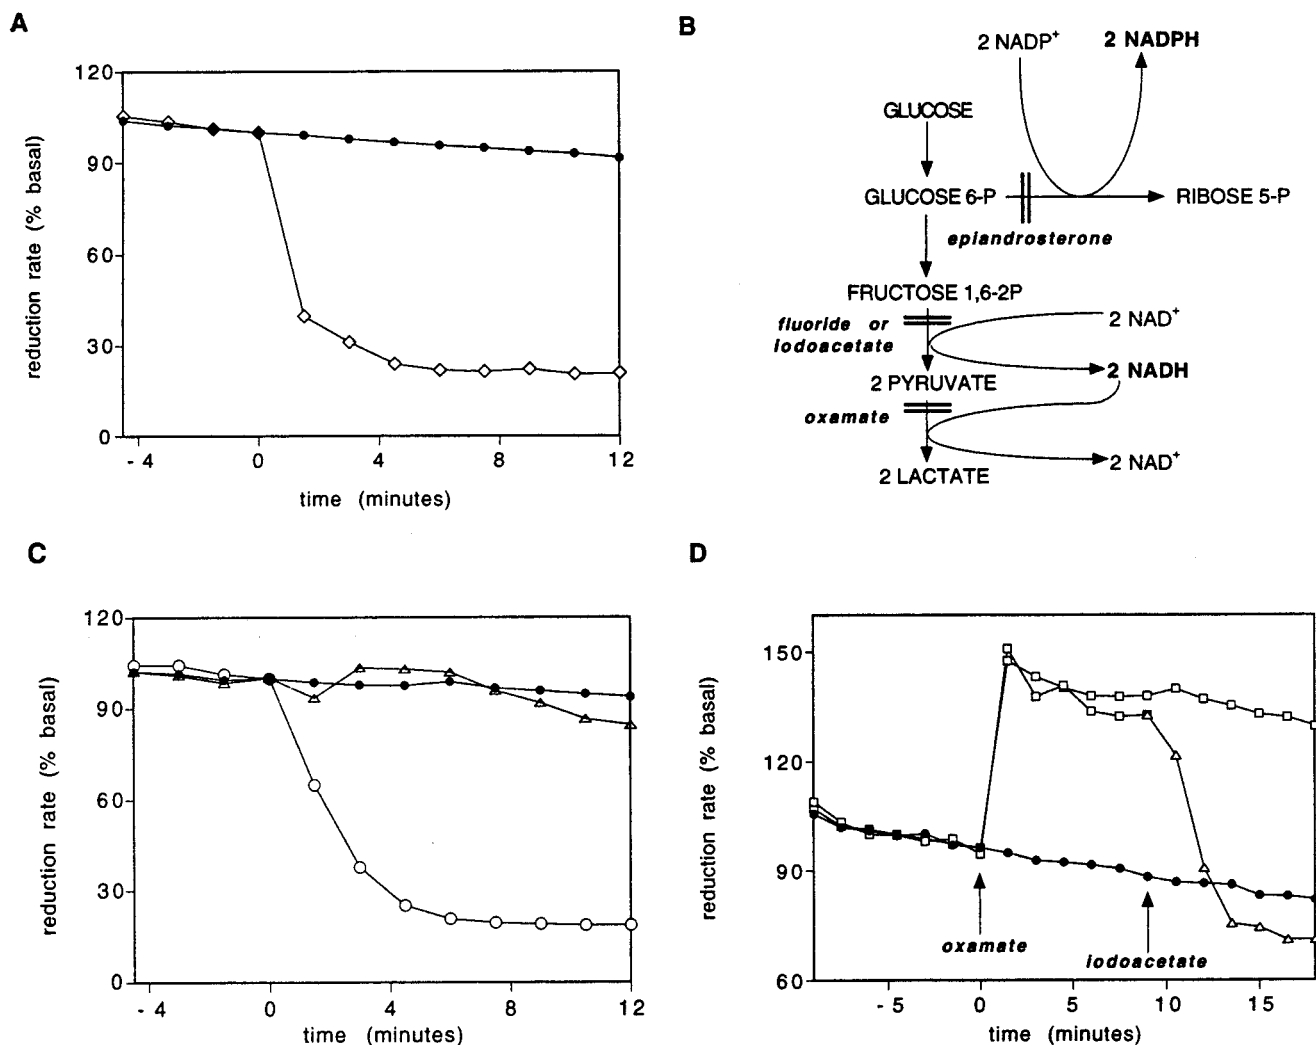 A
120
90
60
30
0
reduction rate (% basal)
- 4
0
4
8
12
time (minutes)
B
2 NADP+
2 NADPH
GLUCOSE
GLUCOSE 6-P
RIBOSE 5-P
epiandrosterone
FRUCTOSE 1,6-2P
fluoride or
iodoacetate
2 NAD+
2 NADH
2 PYRUVATE
oxamate
2 NAD+
2 LACTATE
C
120
90
60
30
0
reduction rate (% basal)
- 4
0
4
8
12
time (minutes)
D
150
120
90
60
reduction rate (% basal)
oxamate
iodoacetate
- 5
0
5
10
15
time (minutes)